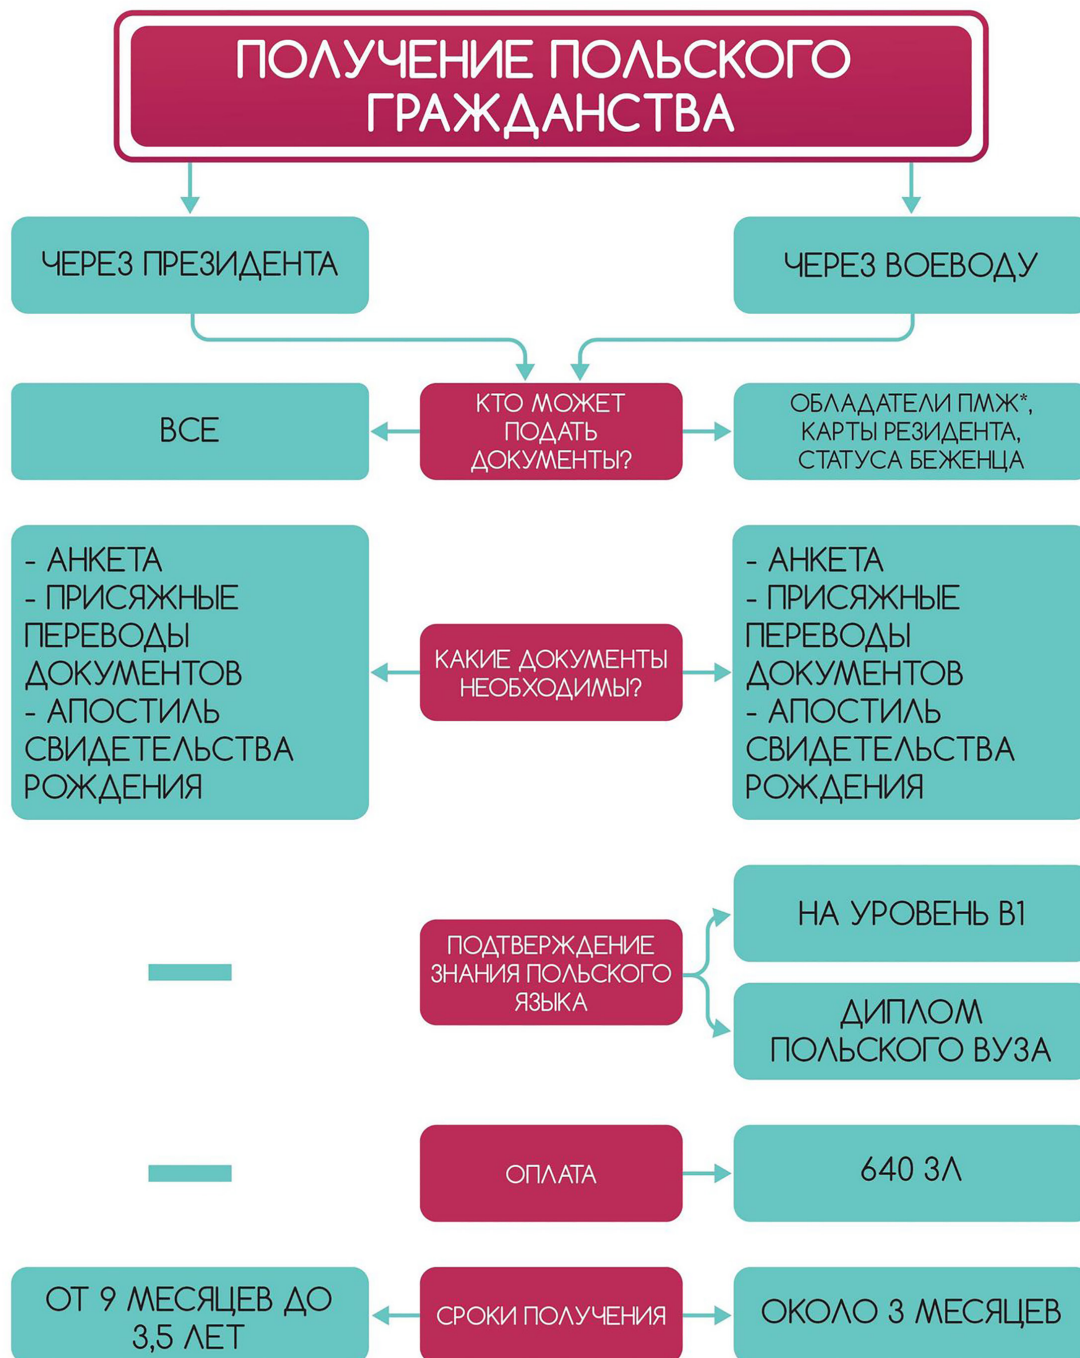 ПОЛУЧЕНИЕ ПОЛЬСКОГО
ГРАЖДАНСТВА
ЧЕРЕЗ ПРЕЗИДЕНТА
ЧЕРЕЗ ВОЕВОДУ
ВСЕ
КТО МОЖЕТ
ПОДАТЬ
ДОКУМЕНТЫ?
ОБЛАДАТЕЛИ ПМЖ*,
КАРТЫ РЕЗИДЕНТА,
СТАТУСА БЕЖЕНЦА
- АНКЕТА
- ПРИСЯЖНЫЕ
ПЕРЕВОДЫ
ДОКУМЕНТОВ
- АПОСТИЛЬ
СВИДЕТЕЛЬСТВА
РОЖДЕНИЯ
КАКИЕ ДОКУМЕНТЫ
НЕОБХОДИМЫ?
- АНКЕТА
- ПРИСЯЖНЫЕ
ПЕРЕВОДЫ
ДОКУМЕНТОВ
- АПОСТИЛЬ
СВИДЕТЕЛЬСТВА
РОЖДЕНИЯ
ПОДТВЕРЖДЕНИЕ
ЗНАНИЯ ПОЛЬСКОГО
ЯЗЫКА
НА УРОВЕНЬ В1
ДИПЛОМ
ПОЛЬСКОГО ВУЗА
ОПЛАТА
640 ЗЛ
ОТ 9 МЕСЯЦЕВ ДО
3,5 ЛЕТ
СРОКИ ПОЛУЧЕНИЯ
ОКОЛО 3 МЕСЯЦЕВ